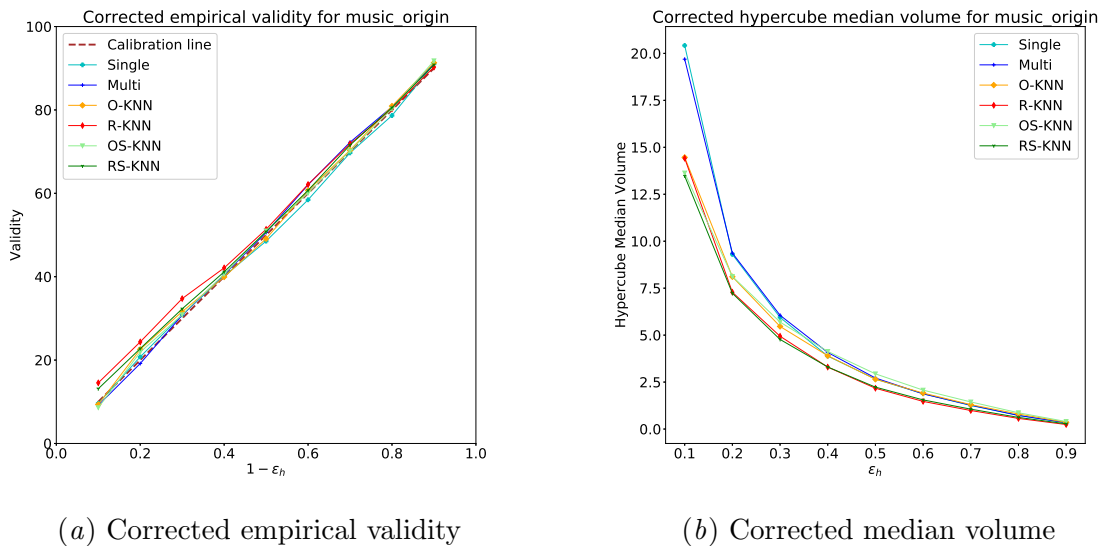 Corrected empirical validity for music_origin
100
80
60
40
20
0
Validity
Calibration line
Single
Multi
O-KNN
R-KNN
OS-KNN
RS-KNN
0.0 0.2 0.4 0.6 0.8 1.0
1 − ϵh
(a) Corrected empirical validity
Corrected hypercube median volume for music_origin
20.0
17.5
15.0
12.5
10.0
7.5
5.0
2.5
0.0
Hypercube Median Volume
Single
Multi
O-KNN
R-KNN
OS-KNN
RS-KNN
0.1 0.2 0.3 0.4 0.5 0.6 0.7 0.8 0.9
ϵh
(b) Corrected median volume